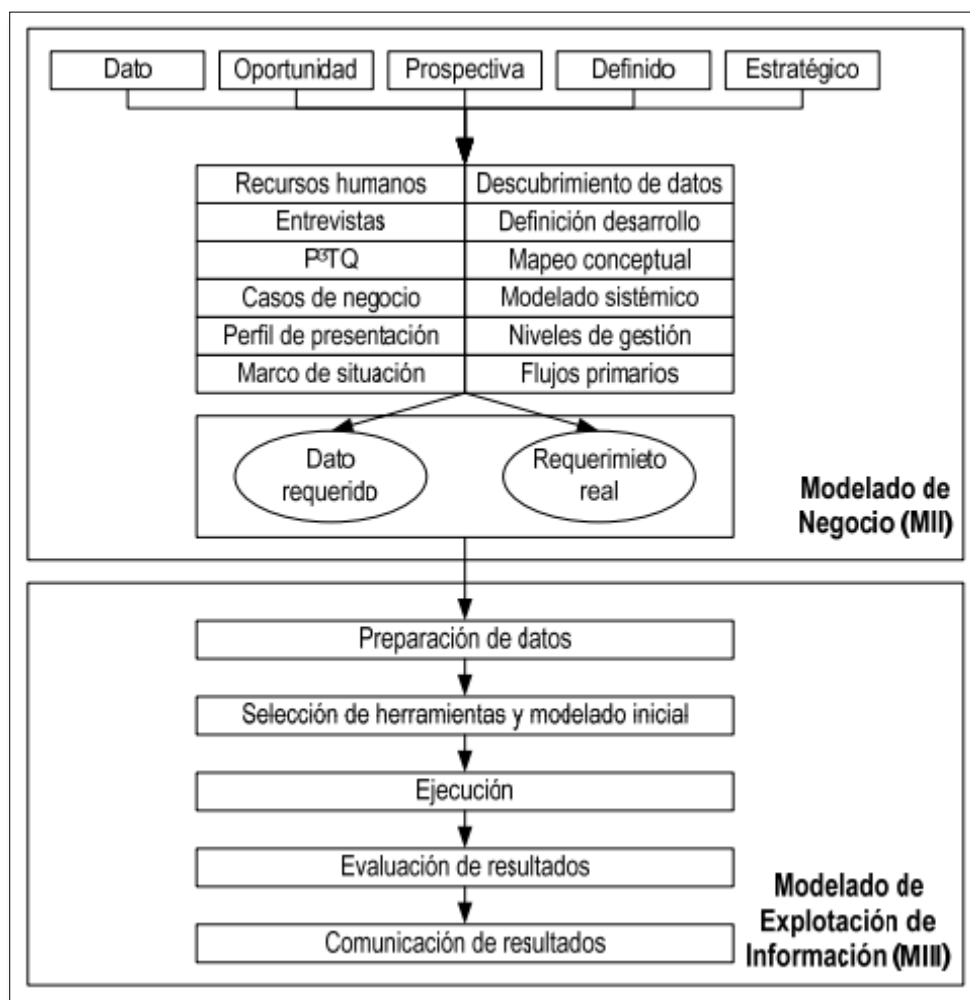 Dato
Oportunidad
Prospectiva
Definido
Estratégico
Recursos humanos
Descubrimiento de datos
Entrevistas
Definición desarrollo
Mapeo conceptual
Casos de negocio
Modelado sistémico
Perfil de presentación
Niveles de gestión
Marco de situación
Flujos primarios
Dato
requerido
Requerimieto
real
Modelado de
Negocio (MII)
Preparación de datos
Selección de herramientas y modelado inicial
Ejecución
Evaluación de resultados
Comunicación de resultados
Modelado de
Explotación de
Información (MIII)